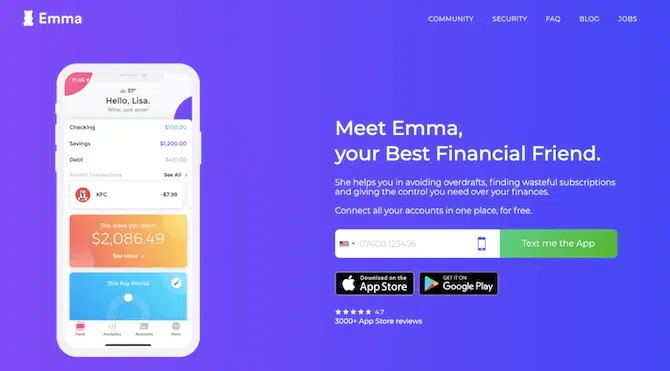 Emma
COMMUNITY
SECURITY
FAQ
BLOG
JOBS
11:05
57°
Hello, Lisa.
Wow, just wow!
Checking
Savings
$1,200.00
Debt
$400.00
Recent Transactions
See All
KFC
-$7.99
This week you spent
$2,086.49
See More
This Pay Period
Feed
Analytics
Accounts
More
Meet Emma,
your Best Financial Friend.
She helps you in avoiding overdrafts, finding wasteful subscriptions
and giving the control you need over your finances.
Connect all your accounts in one place, for free.
07400 123456
Text me the App
Download on the
App Store
GET IT ON
Google Play
4.7
3000+ App Store reviews